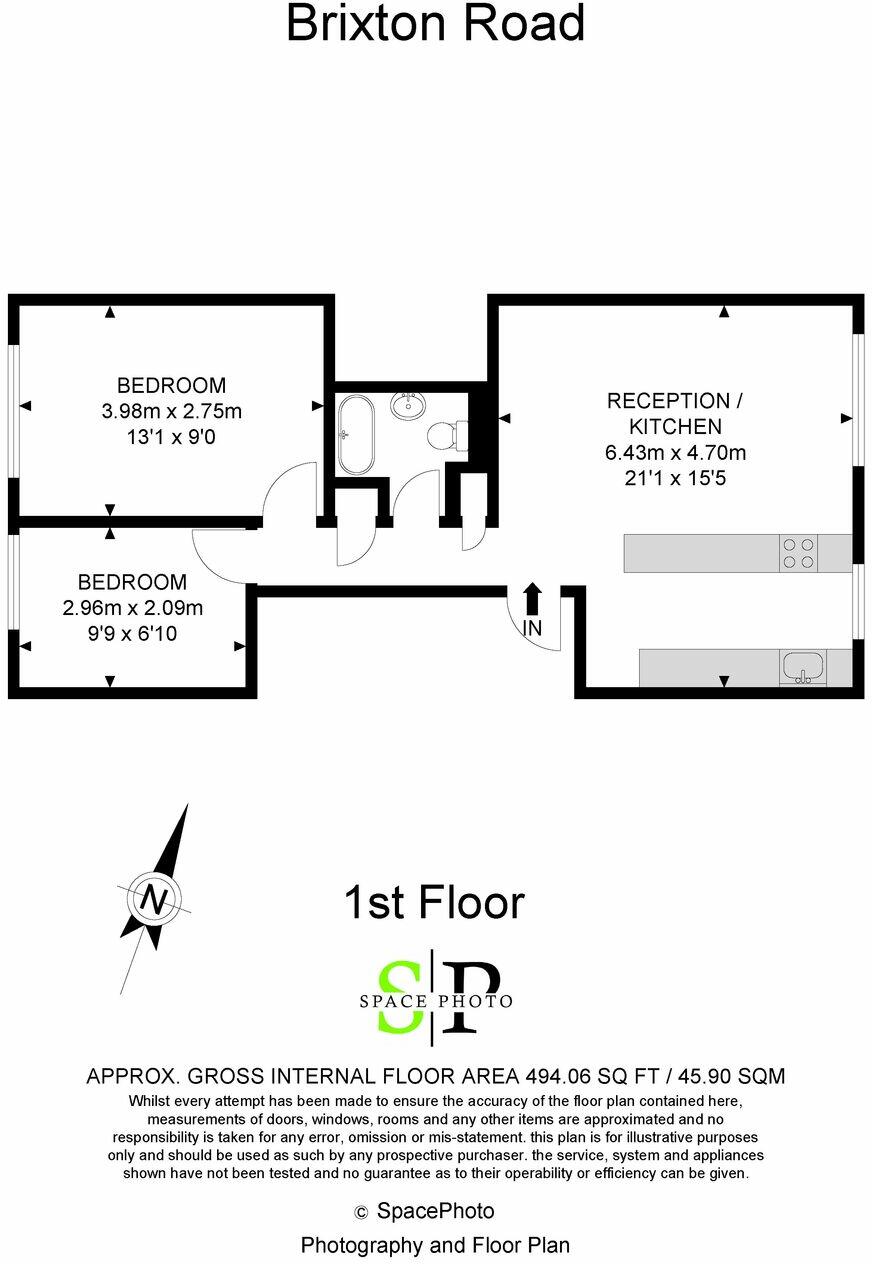 Brixton Road
BEDROOM
3.98m x 2.75m
13'1 x 9'0
RECEPTION /
KITCHEN
6.43m x 4.70m
21'1 x 15'5
BEDROOM
2.96m x 2.09m
9'9 x 6'10
IN
N
1st Floor
SP
SPACE PHOTO
APPROX. GROSS INTERNAL FLOOR AREA 494.06 SQ FT / 45.90 SQM
Whilst every attempt has been made to ensure the accuracy of the floor plan contained here,
measurements of doors, windows, rooms and any other items are approximated and no
responsibility is taken for any error, omission or mis-statement. this plan is for illustrative purposes
only and should be used as such by any prospective purchaser. the service, system and appliances
shown have not been tested and no guarantee as to their operability or efficiency can be given.
© SpacePhoto
Photography and Floor Plan